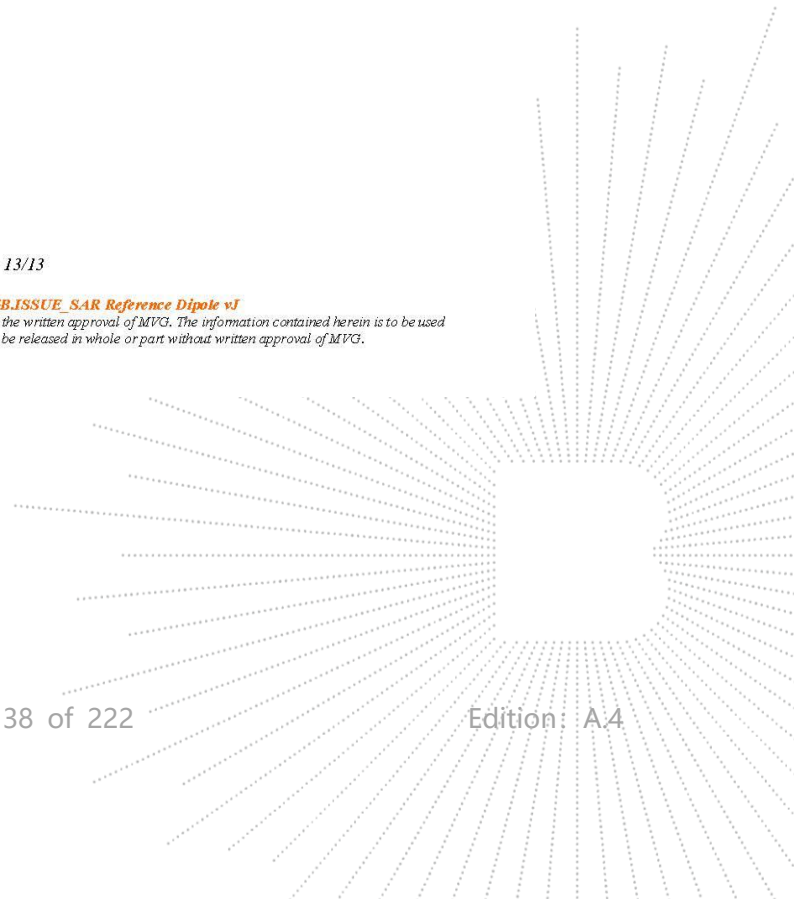 13/13
B.ISSUE_SAR Reference Dipole vJ
the written approval of MVG. The information contained herein is to be used
be released in whole or part without written approval of MVG.
38 of 222
Edition: A.4